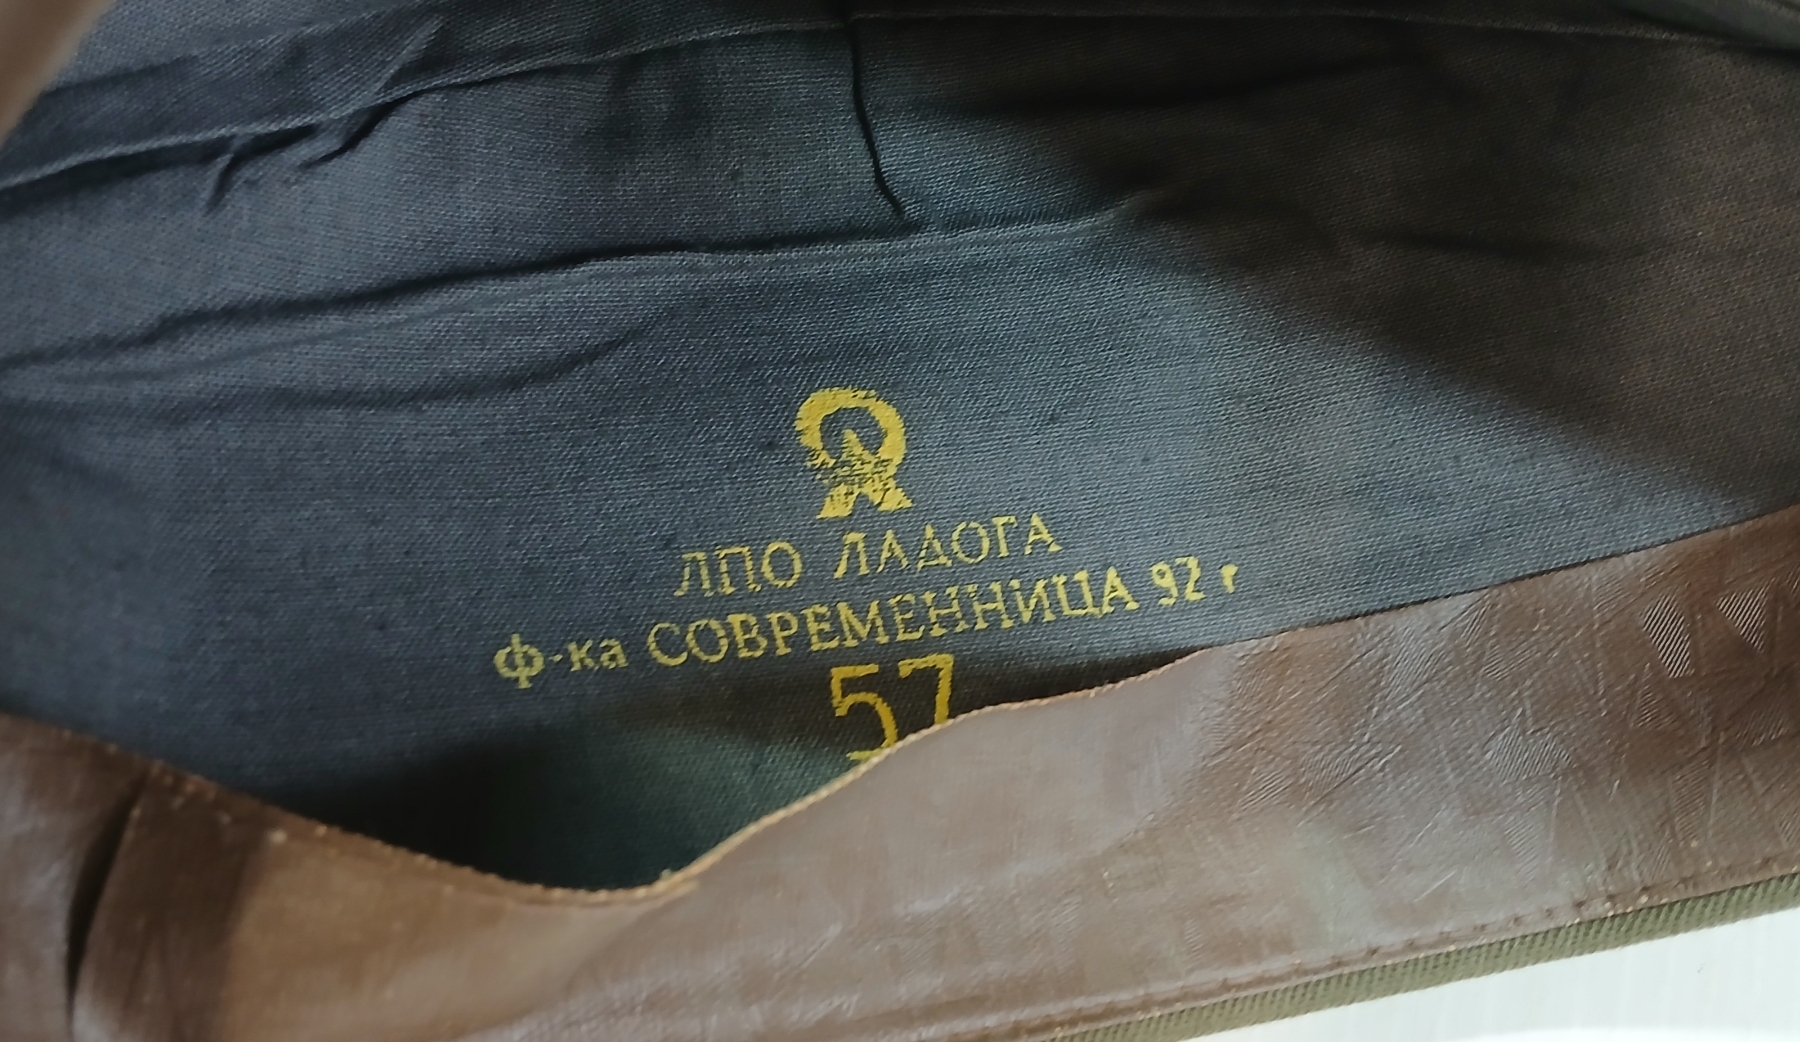 ЛПО ЛАДОГА
ф-ка СОВРЕМЕННИЦА 92 г
57